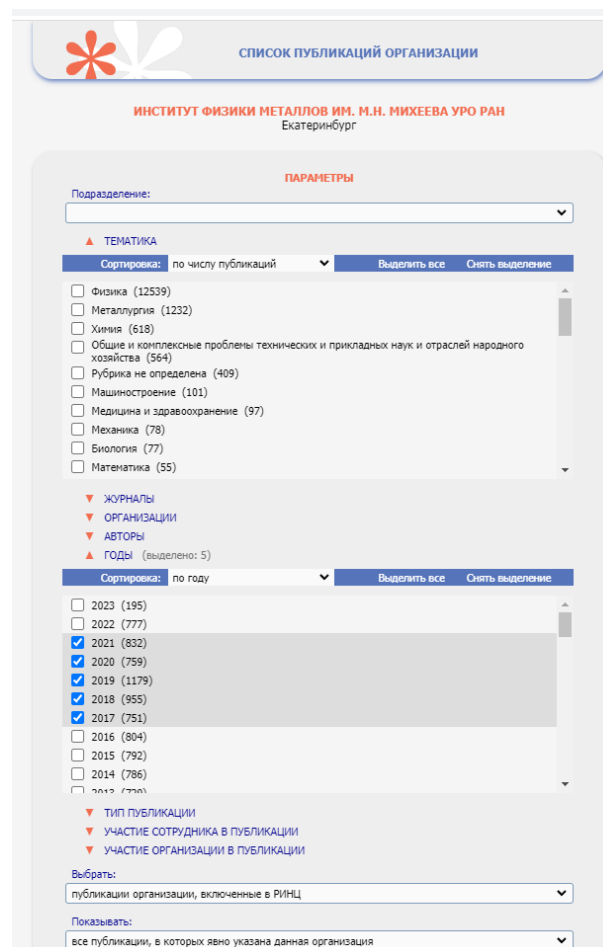 СПИСОК ПУБЛИКАЦИЙ ОРГАНИЗАЦИИ
ИНСТИТУТ ФИЗИКИ МЕТАЛЛОВ ИМ. М.Н. МИХЕЕВА УРО РАН
Екатеринбург
ПАРАМЕТРЫ
Подразделение:
ТЕМАТИКА
Сортировка: по числу публикаций Выделить все Снять выделение
Физика (12539)
Металлургия (1232)
Химия (618)
Общие и комплексные проблемы технических и прикладных наук и отраслей народного
хозяйства (564)
Рубрика не определена (409)
Машиностроение (101)
Медицина и здравоохранение (97)
Механика (78)
Биология (77)
Математика (55)
ЖУРНАЛЫ
ОРГАНИЗАЦИИ
АВТОРЫ
ГОДЫ (выделено: 5)
Сортировка: по году Выделить все Снять выделение
2023 (195)
2022 (777)
2021 (832)
2020 (759)
2019 (1179)
2018 (955)
2017 (751)
2016 (804)
2015 (792)
2014 (786)
2013 (729)
ТИП ПУБЛИКАЦИИ
УЧАСТИЕ СОТРУДНИКА В ПУБЛИКАЦИИ
УЧАСТИЕ ОРГАНИЗАЦИИ В ПУБЛИКАЦИИ
Выбрать:
публикации организации, включенные в РИНЦ
Показывать:
все публикации, в которых явно указана данная организация